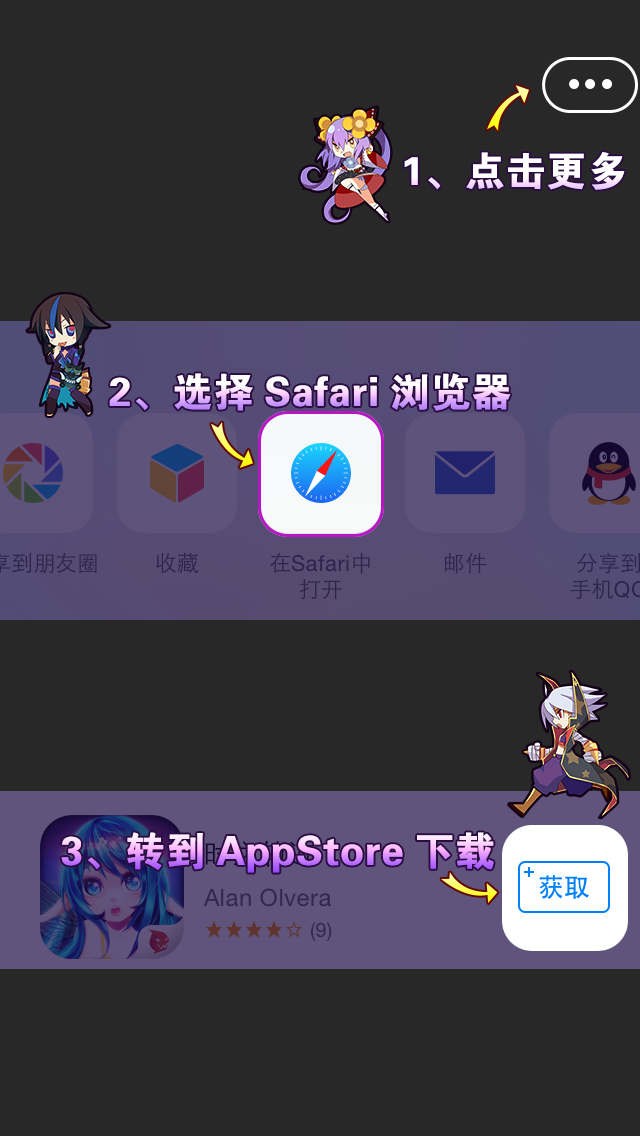 1、点击更多
2、选择 Safari 浏览器
享到朋友圈
收藏
在Safari中
打开
邮件
分享到
手机QQ
3、转到 AppStore 下载
Alan Olvera
★★★★☆ (9)
获取